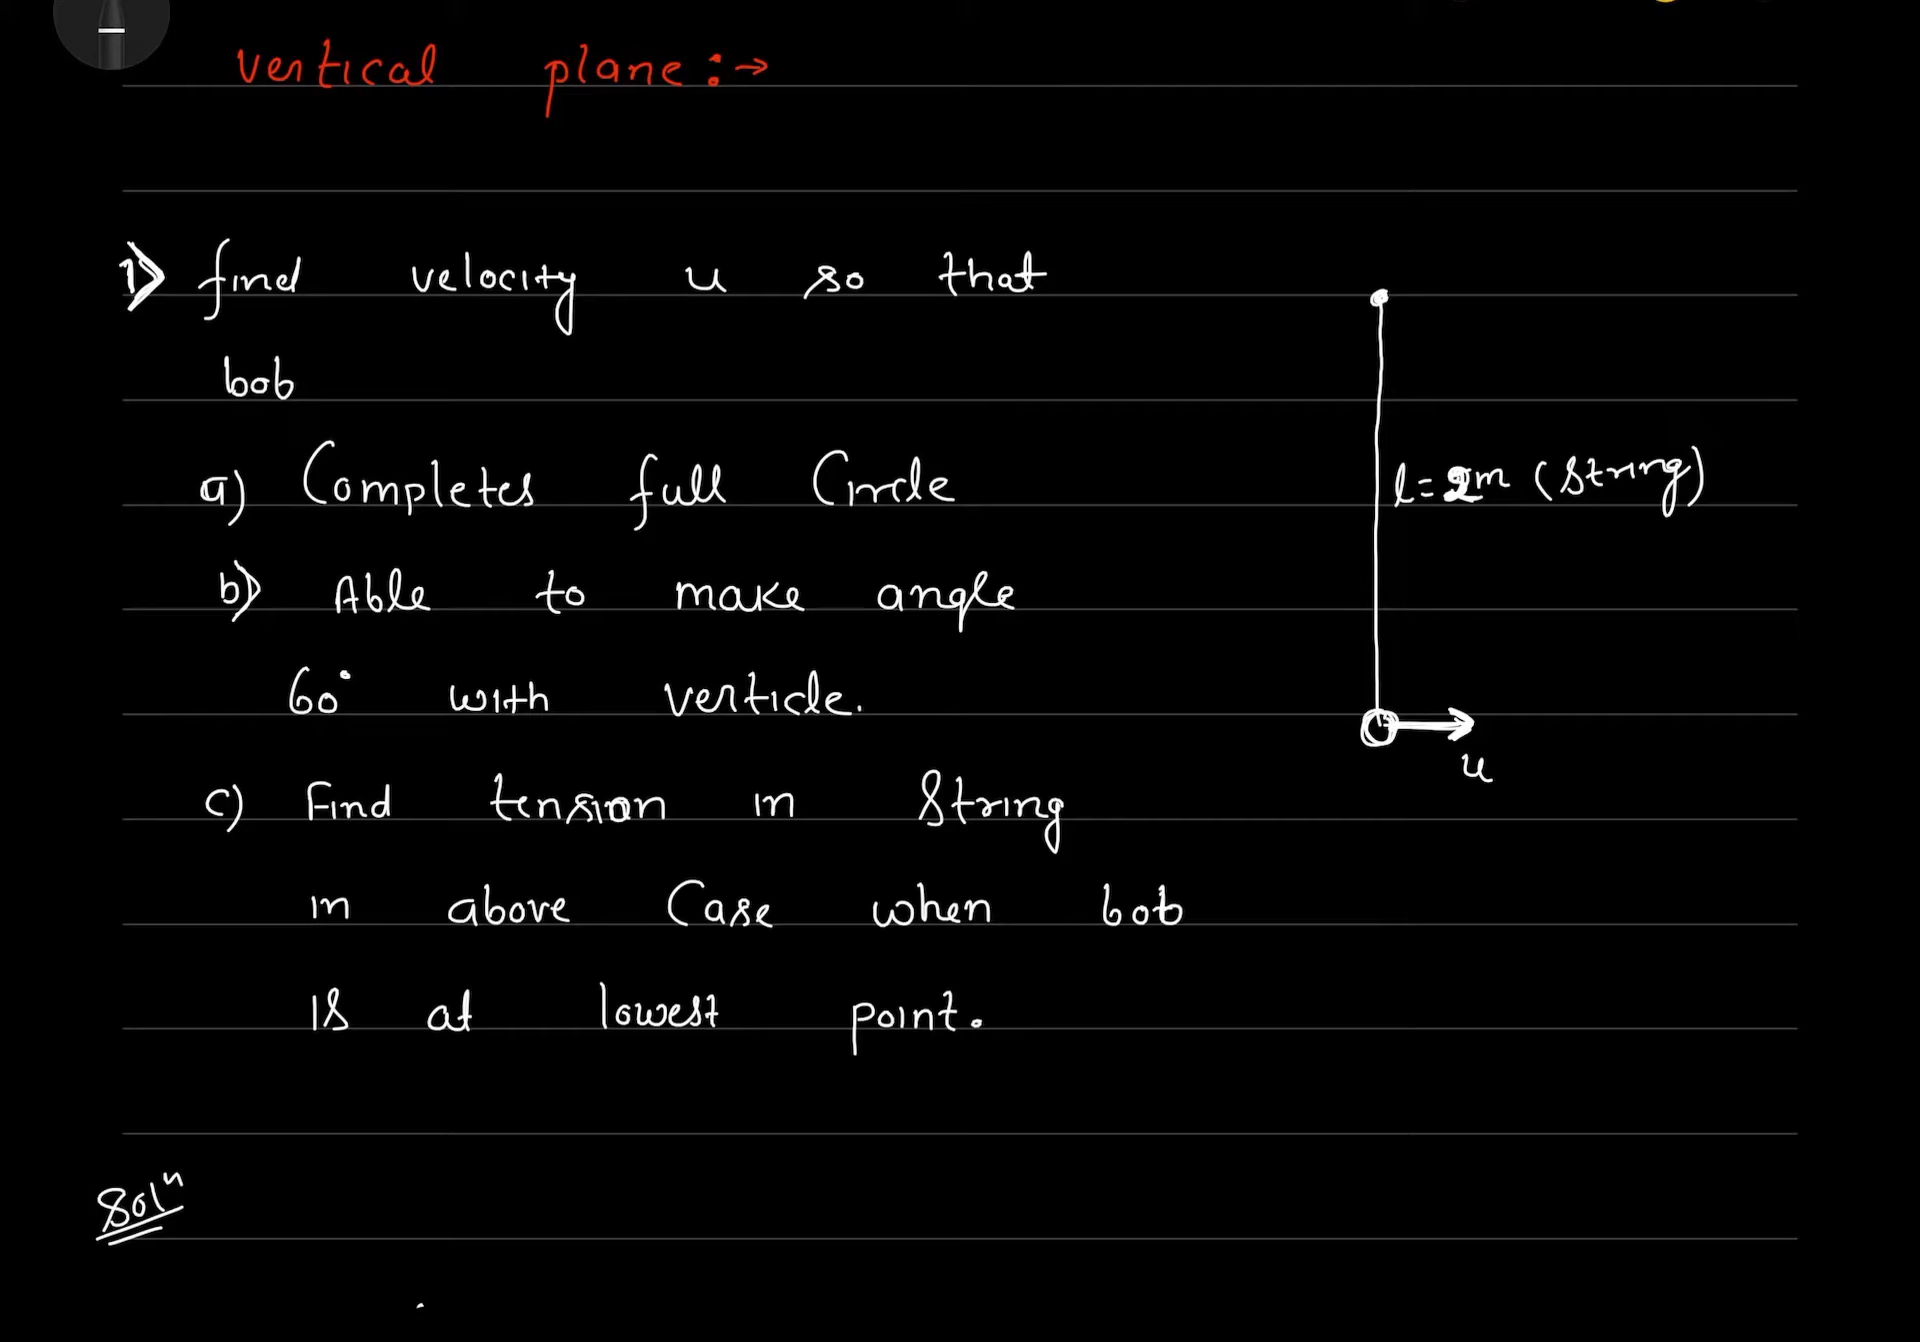 vertical plane:→
1) find velocity u so that
bob
a) Completes full Circle
l=2m (String)
b) Able to make angle
60° with verticle.
u
c) Find tension in String
in above Case when bob
is at lowest point.
Solⁿ